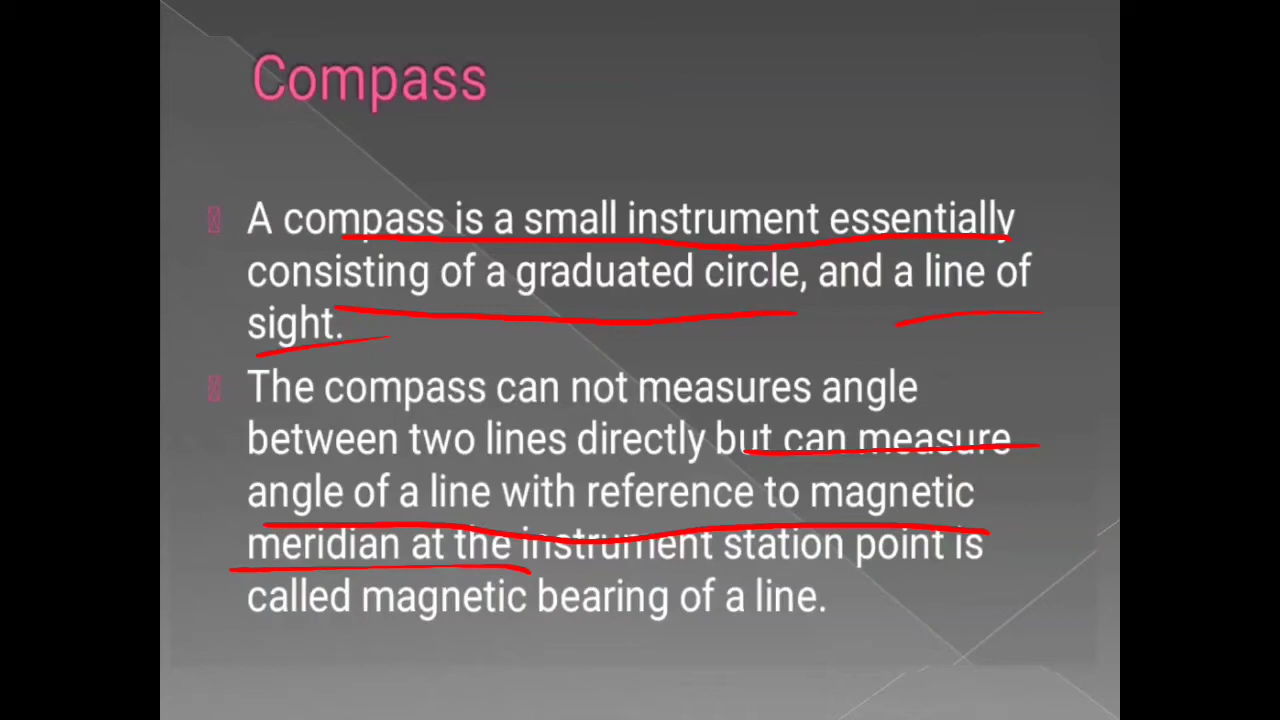 Compass
A compass is a small instrument essentially
consisting of a graduated circle, and a line of
sight.
The compass can not measures angle
between two lines directly but can measure
angle of a line with reference to magnetic
meridian at the instrument station point is
called magnetic bearing of a line.